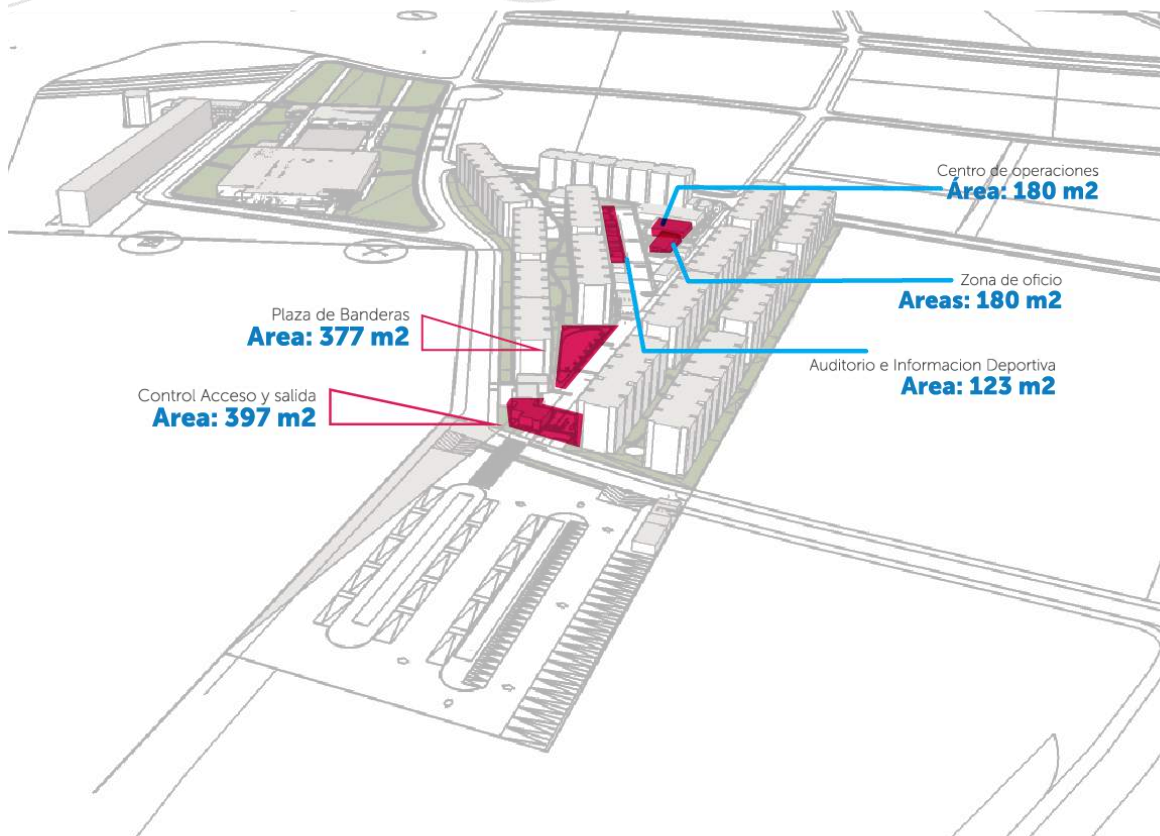 Centro de operaciones
Área: 180 m2
Zona de oficio
Areas: 180 m2
Plaza de Banderas
Area: 377 m2
Auditorio e Informacion Deportiva
Area: 123 m2
Control Acceso y salida
Area: 397 m2